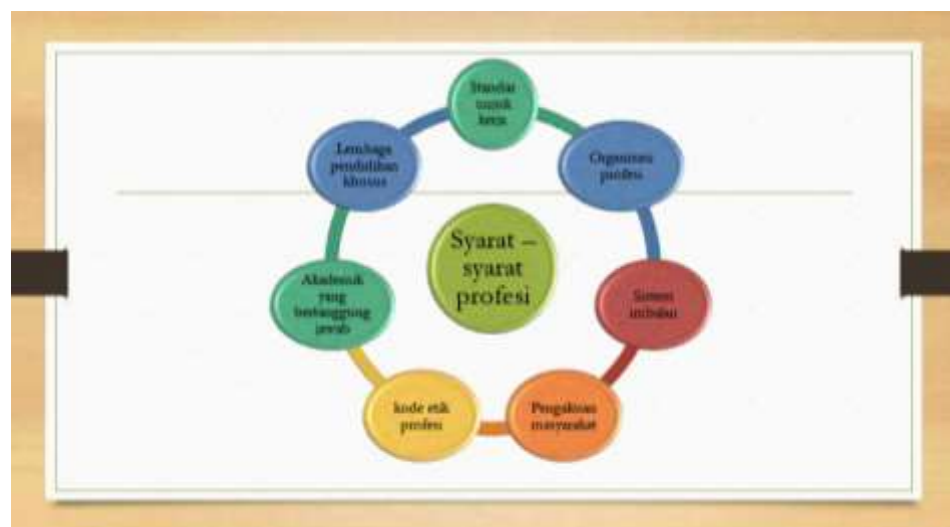 Standar
untuk
kerja
Organisasi
profesi
Sistem
imbalan
Pengakuan
masyarakat
kode etik
profesi
Akademik
yang
bertanggung
jawab
Lembaga
pendidikan
khusus
Syarat –
syarat
profesi